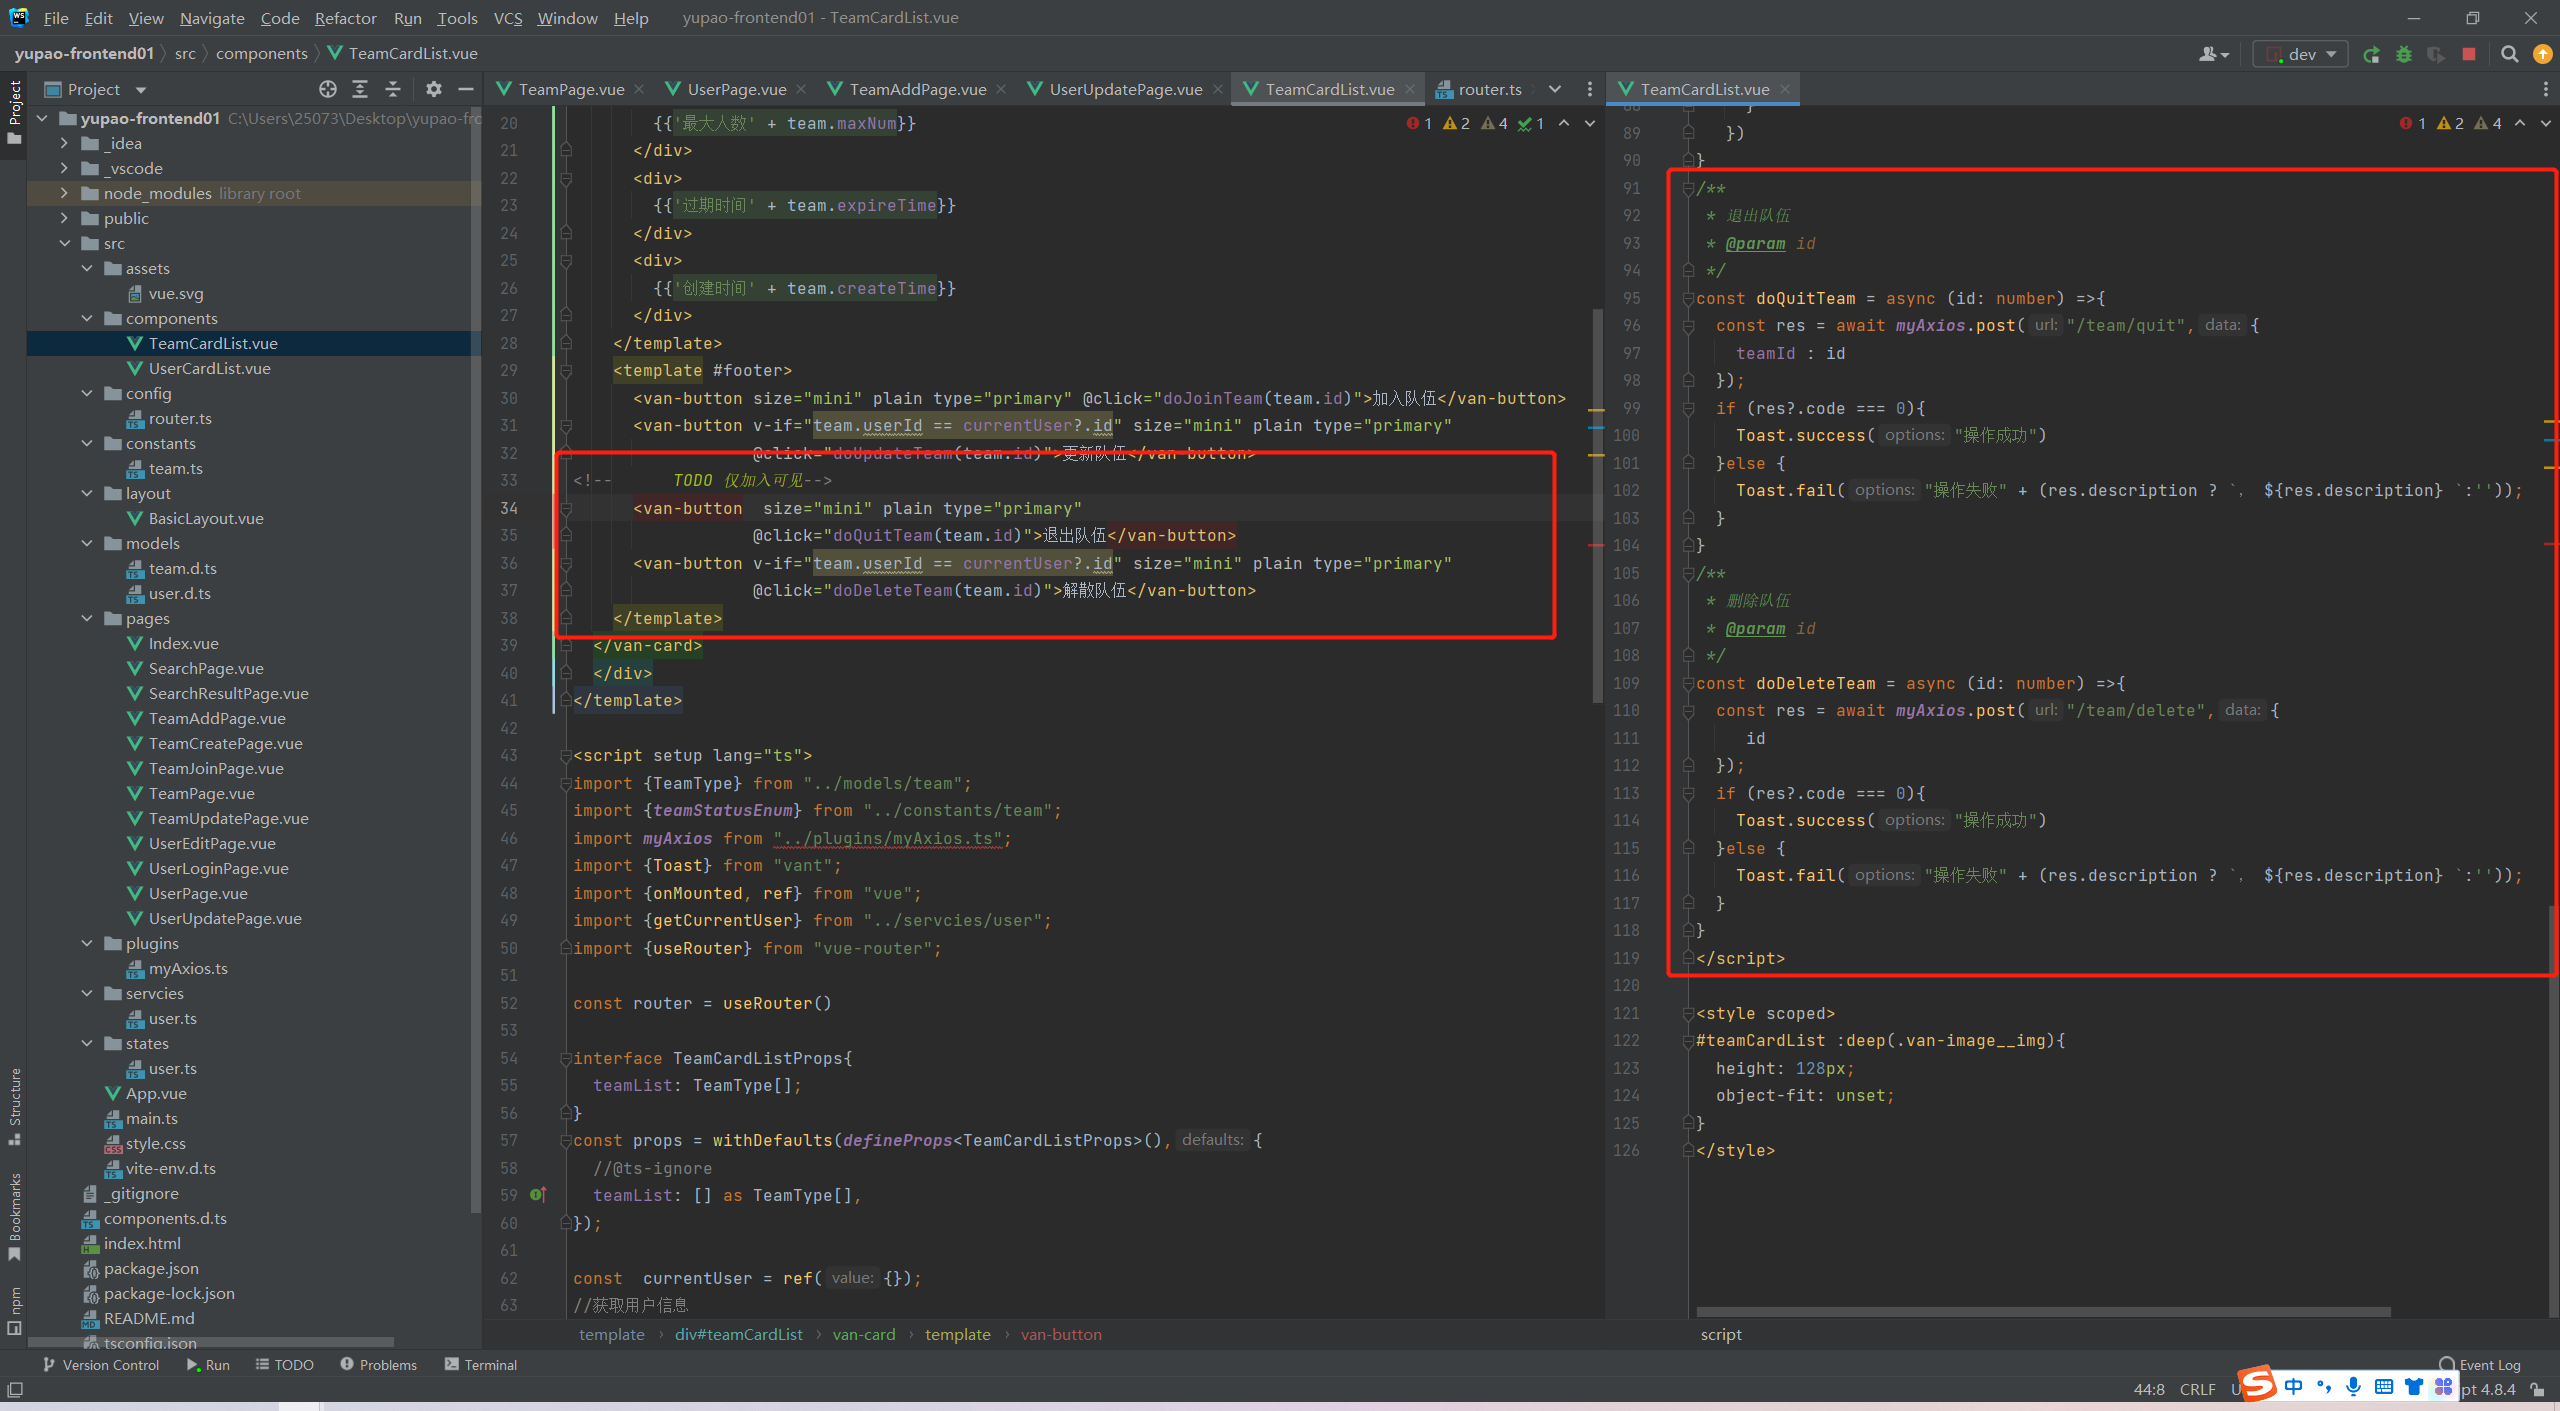 File Edit View Navigate Code Refactor Run Tools VCS Window Help yupao-frontend01 - TeamCardList.vue
yupao-frontend01 src components TeamCardList.vue
dev
Project
TeamPage.vue UserPage.vue TeamAddPage.vue UserUpdatePage.vue TeamCardList.vue router.ts
TeamCardList.vue
Project
Structure
Bookmarks
npm
yupao-frontend01 C:\Users\25073\Desktop\yupao-fro
_idea
_vscode
node_modules library root
public
src
assets
vue.svg
components
TeamCardList.vue
UserCardList.vue
config
router.ts
constants
team.ts
layout
BasicLayout.vue
models
team.d.ts
user.d.ts
pages
Index.vue
SearchPage.vue
SearchResultPage.vue
TeamAddPage.vue
TeamCreatePage.vue
TeamJoinPage.vue
TeamPage.vue
TeamUpdatePage.vue
UserEditPage.vue
UserLoginPage.vue
UserPage.vue
UserUpdatePage.vue
plugins
myAxios.ts
servcies
user.ts
states
user.ts
App.vue
main.ts
style.css
vite-env.d.ts
_gitignore
components.d.ts
index.html
package.json
package-lock.json
README.md
tsconfig.json
1 2 4 1
20 {{'最大人数' + team.maxNum}}
21 </div>
22 <div>
23 {{'过期时间' + team.expireTime}}
24 </div>
25 <div>
26 {{'创建时间' + team.createTime}}
27 </div>
28 </template>
29 <template #footer>
30 <van-button size="mini" plain type="primary" @click="doJoinTeam(team.id)">加入队伍</van-button>
31 <van-button v-if="team.userId == currentUser?.id" size="mini" plain type="primary"
32 @click="doUpdateTeam(team.id)">更新队伍</van-button>
33 <!-- TODO 仅加入可见-->
34 <van-button size="mini" plain type="primary"
35 @click="doQuitTeam(team.id)">退出队伍</van-button>
36 <van-button v-if="team.userId == currentUser?.id" size="mini" plain type="primary"
37 @click="doDeleteTeam(team.id)">解散队伍</van-button>
38 </template>
39 </van-card>
40 </div>
41 </template>
42
43 <script setup lang="ts">
44 import {TeamType} from "../models/team";
45 import {teamStatusEnum} from "../constants/team";
46 import myAxios from "../plugins/myAxios.ts";
47 import {Toast} from "vant";
48 import {onMounted, ref} from "vue";
49 import {getCurrentUser} from "../servcies/user";
50 import {useRouter} from "vue-router";
51
52 const router = useRouter()
53
54 interface TeamCardListProps{
55 teamList: TeamType[];
56 }
57 const props = withDefaults(defineProps<TeamCardListProps>(), defaults: {
58 //@ts-ignore
59 teamList: [] as TeamType[],
60 });
61
62 const currentUser = ref( value: {});
63 //获取用户信息
template div#teamCardList van-card template van-button
1 2 4
88 }
89 })
90 }
91 /**
92 * 退出队伍
93 * @param id
94 */
95 const doQuitTeam = async (id: number) =>{
96 const res = await myAxios.post( url: "/team/quit", data: {
97 teamId : id
98 });
99 if (res?.code === 0){
100 Toast.success( options: "操作成功")
101 }else {
102 Toast.fail( options: "操作失败" + (res.description ? `, ${res.description} `:''));
103 }
104 }
105 /**
106 * 删除队伍
107 * @param id
108 */
109 const doDeleteTeam = async (id: number) =>{
110 const res = await myAxios.post( url: "/team/delete", data: {
111 id
112 });
113 if (res?.code === 0){
114 Toast.success( options: "操作成功")
115 }else {
116 Toast.fail( options: "操作失败" + (res.description ? `, ${res.description} `:''));
117 }
118 }
119 </script>
120
121 <style scoped>
122 #teamCardList :deep(.van-image__img){
123 height: 128px;
124 object-fit: unset;
125 }
126 </style>
script
Version Control Run TODO Problems Terminal Event Log
44:8 CRLF U 中 pt 4.8.4